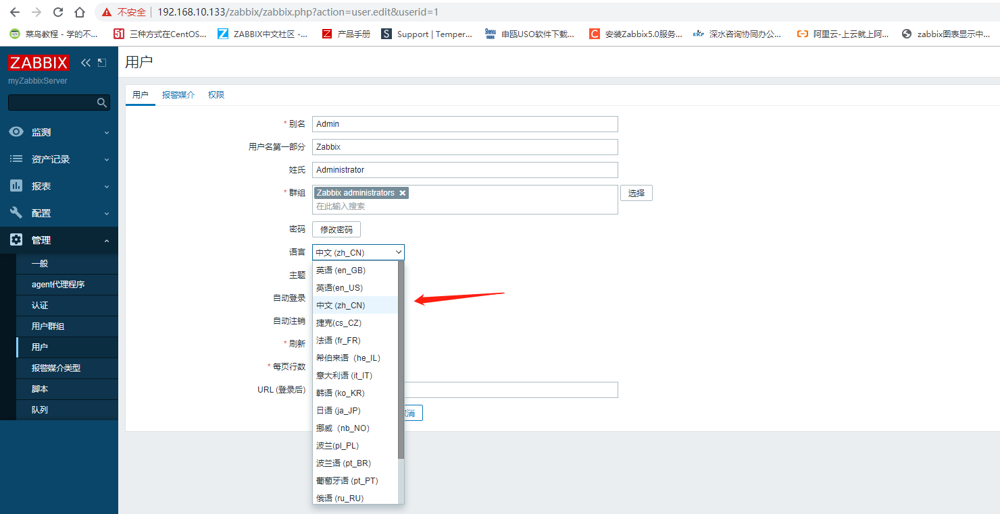 不安全 192.168.10.133/zabbix/zabbix.php?action=user.edit&userid=1
菜鸟教程 - 学的不... 51 三种方式在CentOS... Z ZABBIX中文社区 -... Z 产品手册 S Support | Temper... Shenou 申瓯USO软件下载... C 安装Zabbix5.0服务... 深水咨询协同办公... 阿里云-上云就上阿... zabbix图表显示中...
ZABBIX
myZabbixServer
监测
资产记录
报表
配置
管理
一般
agent代理程序
认证
用户群组
用户
报警媒介类型
脚本
队列
用户
用户 报警媒介 权限
* 别名 Admin
用户名第一部分 Zabbix
姓氏 Administrator
* 群组 Zabbix administrators 选择
在此输入搜索
密码 修改密码
语言 中文 (zh_CN)
主题
自动登录
自动注销
* 刷新
* 每页行数
URL (登录后)
英语 (en_GB)
英语(en_US)
中文 (zh_CN)
捷克(cs_CZ)
法语 (fr_FR)
希伯来语（he_IL)
意大利语 (it_IT)
韩语 (ko_KR)
日语 (ja_JP)
挪威（nb_NO)
波兰(pl_PL)
波兰语 (pt_BR)
葡萄牙语 (pt_PT)
俄语 (ru_RU)
消